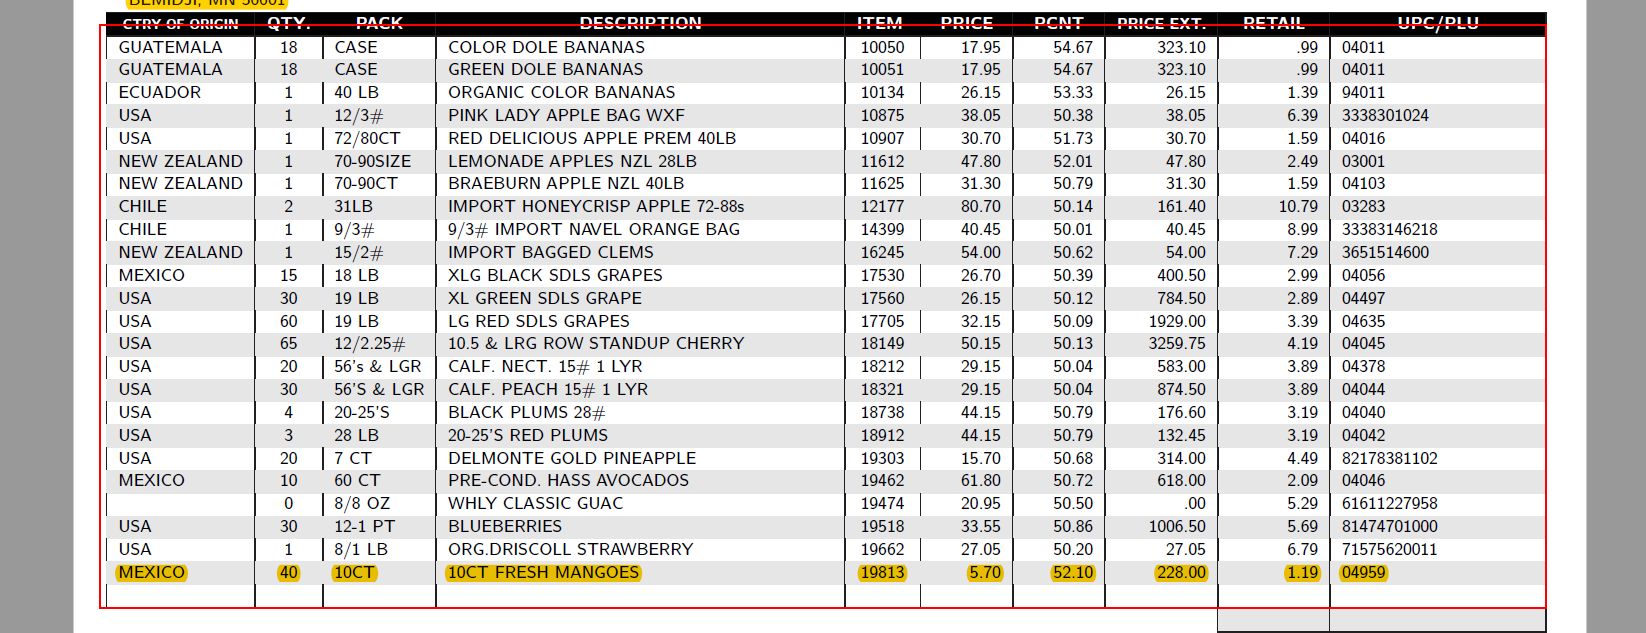 BEMIDJI, MN 56601
CTRY OF ORIGIN QTY. PACK DESCRIPTION ITEM PRICE PCNT PRICE EXT. RETAIL UPC/PLU
GUATEMALA 18 CASE COLOR DOLE BANANAS 10050 17.95 54.67 323.10 .99 04011
GUATEMALA 18 CASE GREEN DOLE BANANAS 10051 17.95 54.67 323.10 .99 04011
ECUADOR 1 40 LB ORGANIC COLOR BANANAS 10134 26.15 53.33 26.15 1.39 94011
USA 1 12/3# PINK LADY APPLE BAG WXF 10875 38.05 50.38 38.05 6.39 3338301024
USA 1 72/80CT RED DELICIOUS APPLE PREM 40LB 10907 30.70 51.73 30.70 1.59 04016
NEW ZEALAND 1 70-90SIZE LEMONADE APPLES NZL 28LB 11612 47.80 52.01 47.80 2.49 03001
NEW ZEALAND 1 70-90CT BRAEBURN APPLE NZL 40LB 11625 31.30 50.79 31.30 1.59 04103
CHILE 2 31LB IMPORT HONEYCRISP APPLE 72-88s 12177 80.70 50.14 161.40 10.79 03283
CHILE 1 9/3# 9/3# IMPORT NAVEL ORANGE BAG 14399 40.45 50.01 40.45 8.99 33383146218
NEW ZEALAND 1 15/2# IMPORT BAGGED CLEMS 16245 54.00 50.62 54.00 7.29 3651514600
MEXICO 15 18 LB XLG BLACK SDLS GRAPES 17530 26.70 50.39 400.50 2.99 04056
USA 30 19 LB XL GREEN SDLS GRAPE 17560 26.15 50.12 784.50 2.89 04497
USA 60 19 LB LG RED SDLS GRAPES 17705 32.15 50.09 1929.00 3.39 04635
USA 65 12/2.25# 10.5 & LRG ROW STANDUP CHERRY 18149 50.15 50.13 3259.75 4.19 04045
USA 20 56's & LGR CALF. NECT. 15# 1 LYR 18212 29.15 50.04 583.00 3.89 04378
USA 30 56'S & LGR CALF. PEACH 15# 1 LYR 18321 29.15 50.04 874.50 3.89 04044
USA 4 20-25'S BLACK PLUMS 28# 18738 44.15 50.79 176.60 3.19 04040
USA 3 28 LB 20-25'S RED PLUMS 18912 44.15 50.79 132.45 3.19 04042
USA 20 7 CT DELMONTE GOLD PINEAPPLE 19303 15.70 50.68 314.00 4.49 82178381102
MEXICO 10 60 CT PRE-COND. HASS AVOCADOS 19462 61.80 50.72 618.00 2.09 04046
0 8/8 OZ WHLY CLASSIC GUAC 19474 20.95 50.50 .00 5.29 61611227958
USA 30 12-1 PT BLUEBERRIES 19518 33.55 50.86 1006.50 5.69 81474701000
USA 1 8/1 LB ORG.DRISCOLL STRAWBERRY 19662 27.05 50.20 27.05 6.79 71575620011
MEXICO 40 10CT 10CT FRESH MANGOES 19813 5.70 52.10 228.00 1.19 04959